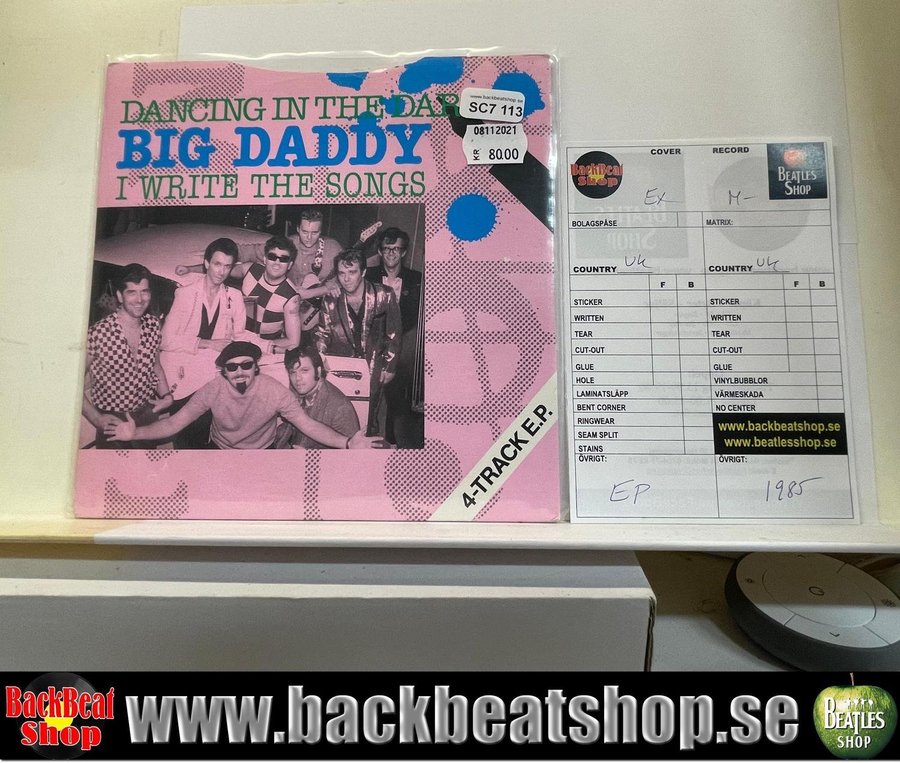 DANCING IN THE DAR
BIG DADDY
I WRITE THE SONGS
www.backbeatshop.se
SC7 113
08112021
KR 80.00
4-TRACK E.P.
COVER RECORD
BackBeat
Shop
BEATLES
SHOP
EX M-
BOLAGSPÅSE MATRIX:
COUNTRY UK COUNTRY UK
F B F B
STICKER STICKER
WRITTEN WRITTEN
TEAR TEAR
CUT-OUT CUT-OUT
GLUE GLUE
HOLE VINYLBUBBLOR
LAMINATSLÄPP VÄRMESKADA
BENT CORNER NO CENTER
RINGWEAR
SEAM SPLIT
STAINS
www.backbeatshop.se
www.beatlesshop.se
ÖVRIGT: ÖVRIGT:
EP 1985
BackBeat
Shop
www.backbeatshop.se
BEATLES
SHOP